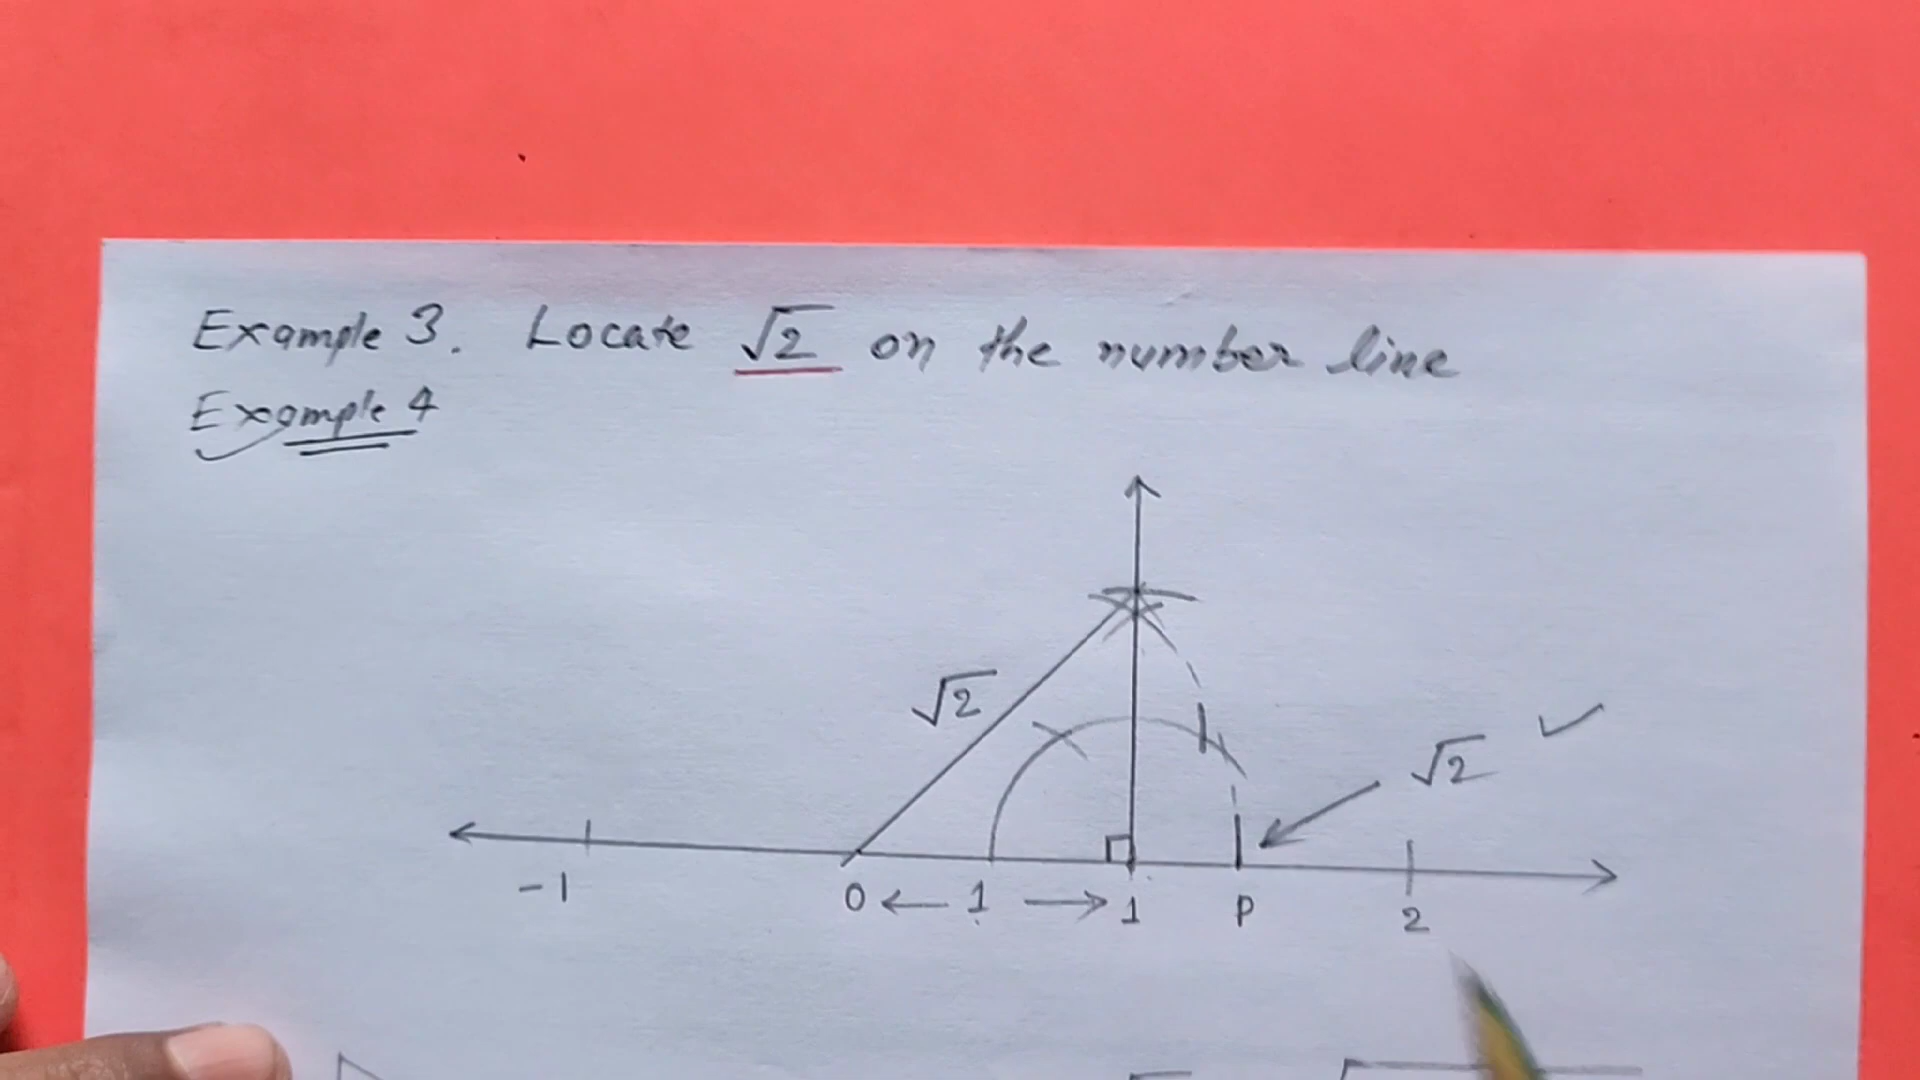 Example 3. Locate √2 on the number line
Example 4
√2
√2
-1
0 ← 1 → 1 P 2